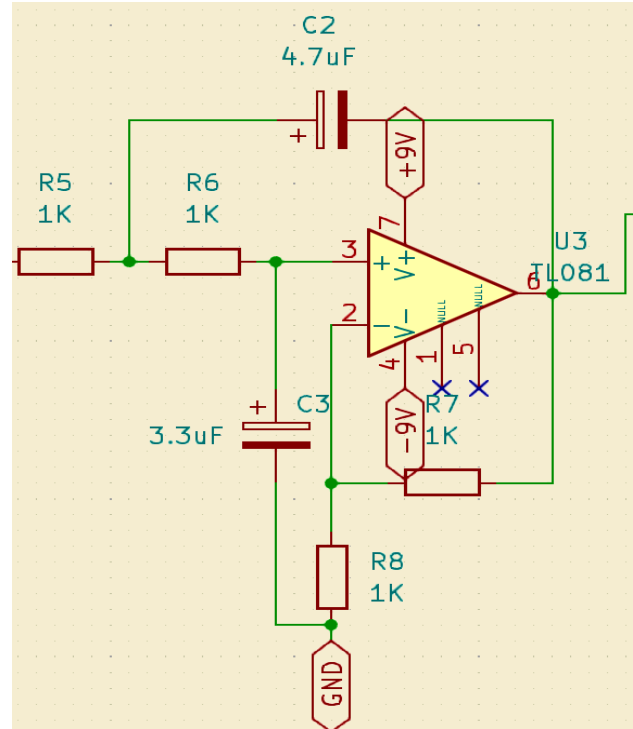 C2
4.7uF
+9V
R5
1K
R6
1K
7
U3
TL081
3
+
V+
6
2
-
V-
NULL
NULL
4
1
5
+
+
C3
3.3uF
-9V
R7
1K
R8
1K
GND